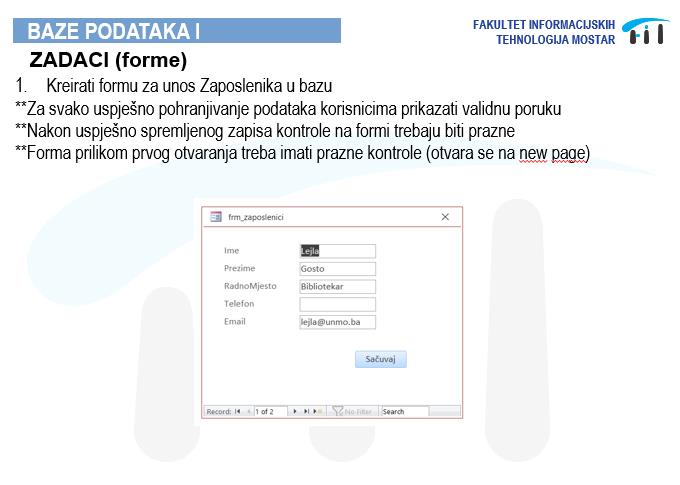 BAZE PODATAKA I
FAKULTET INFORMACIJSKIH
TEHNOLOGIJA MOSTAR
FIT
ZADACI (forme)
1. Kreirati formu za unos Zaposlenika u bazu
**Za svako uspješno pohranjivanje podataka korisnicima prikazati validnu poruku
**Nakon uspješno spremljenog zapisa kontrole na formi trebaju biti prazne
**Forma prilikom prvog otvaranja treba imati prazne kontrole (otvara se na new page)
frm_zaposlenici
Ime Lejla
Prezime Gosto
RadnoMjesto Bibliotekar
Telefon
Email lejla@unmo.ba
Sačuvaj
Record: 1 of 2 No Filter Search